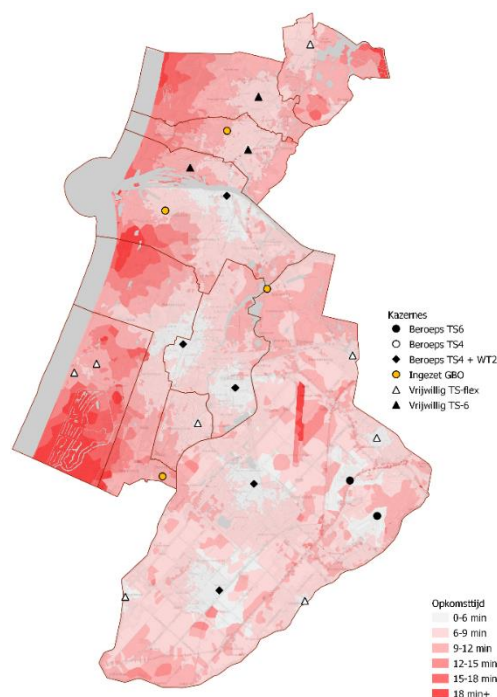 Kazernes
Beroeps TS6
Beroeps TS4
Beroeps TS4 + WT2
Ingezet GBO
Vrijwillig TS-flex
Vrijwillig TS-6
Opkomsttijd
0-6 min
6-9 min
9-12 min
12-15 min
15-18 min
18 min+